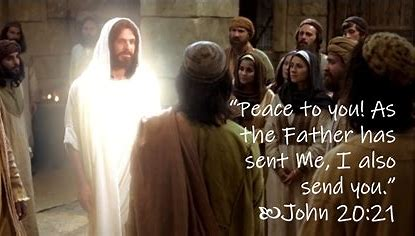 “Peace to you! As
the Father has
sent Me, I also
send you.”
John 20:21